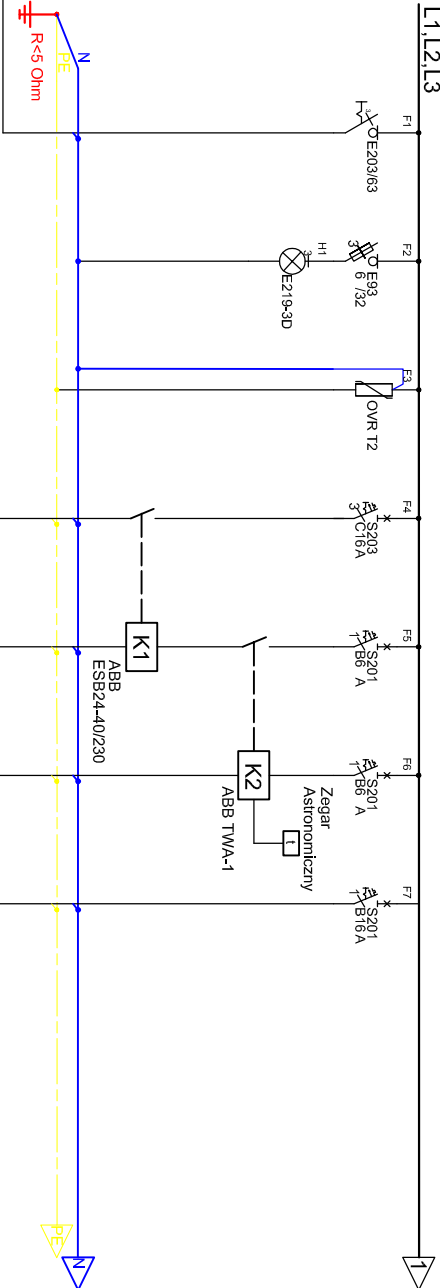 L1,L2,L3
F1
3
E203/63
F2
3
E93
6 /32
H1
3
E219-3D
F3
OVR T2
F4
3
S203
C16 A
F5
1
S201
B6 A
F6
1
S201
B6 A
F7
1
S201
B16 A
K1
ABB
ESB24-40/230
K2
ABB TWA-1
Zegar
Astronomiczny
t
N
PE
R<5 Ohm
1
N
PE